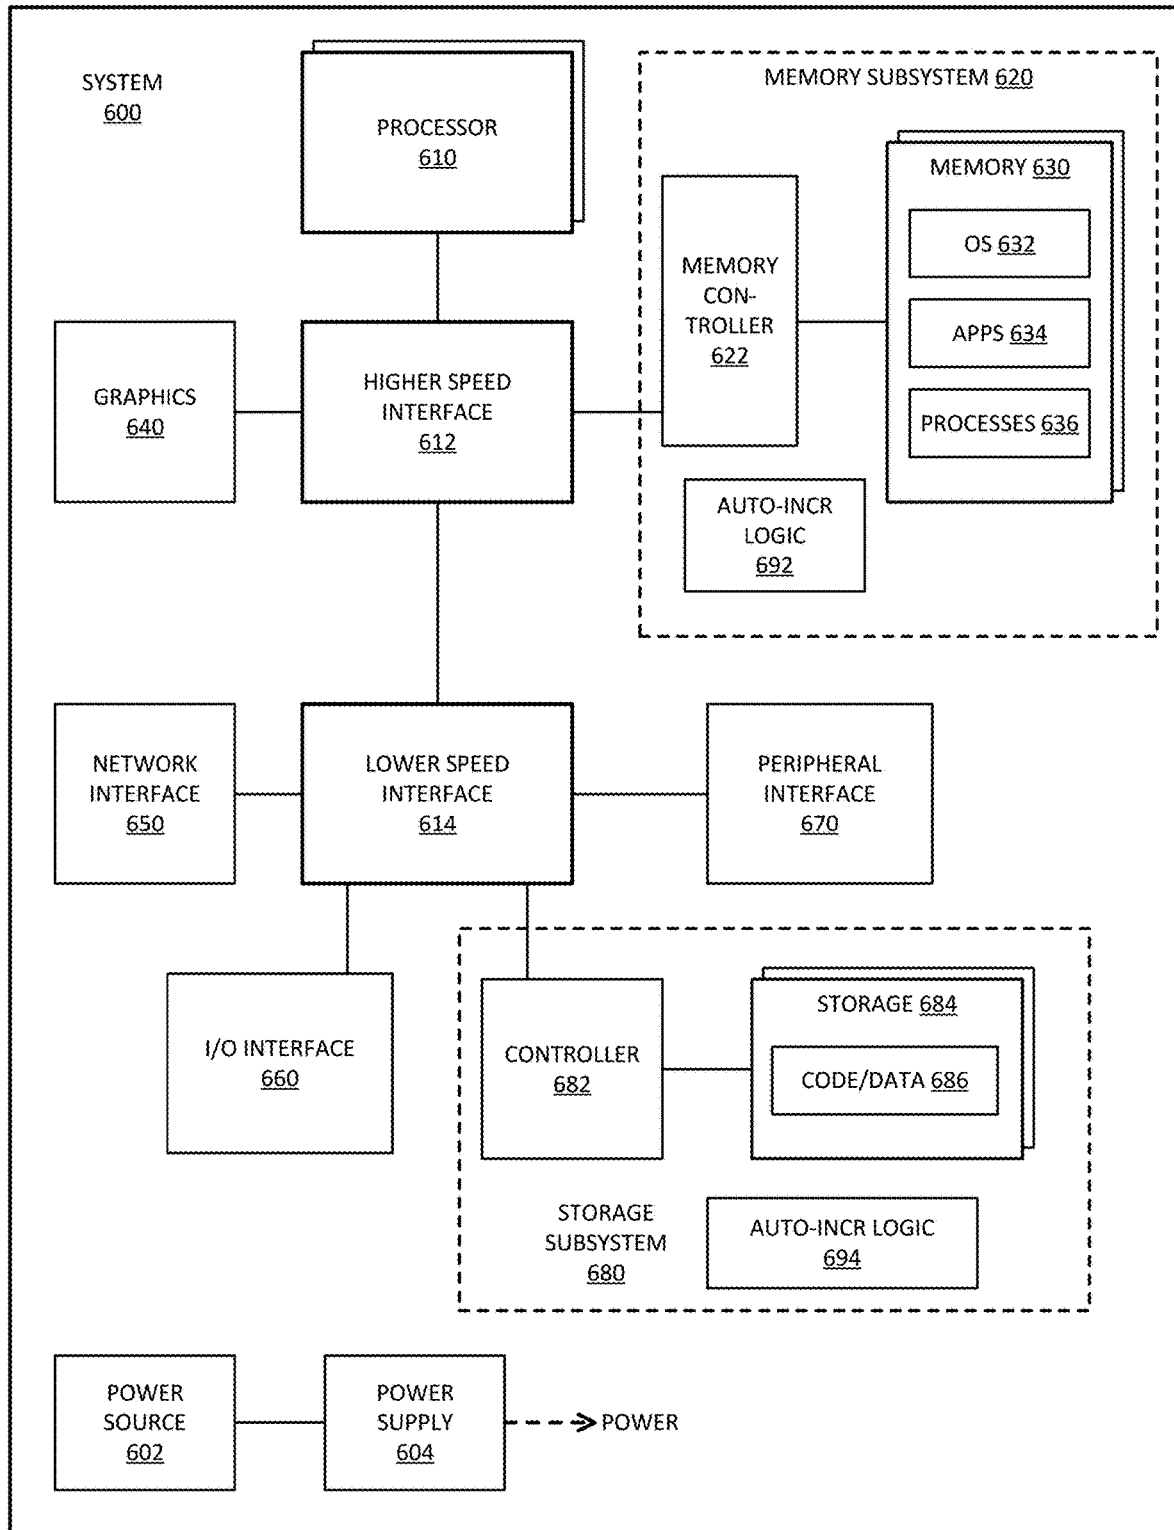 SYSTEM
600
PROCESSOR
610
MEMORY SUBSYSTEM 620
MEMORY CON-
TROLLER
622
MEMORY 630
OS 632
APPS 634
PROCESSES 636
AUTO-INCR
LOGIC
692
GRAPHICS
640
HIGHER SPEED
INTERFACE
612
NETWORK
INTERFACE
650
LOWER SPEED
INTERFACE
614
PERIPHERAL
INTERFACE
670
I/O INTERFACE
660
CONTROLLER
682
STORAGE 684
CODE/DATA 686
STORAGE
SUBSYSTEM
680
AUTO-INCR LOGIC
694
POWER
SOURCE
602
POWER
SUPPLY
604
POWER